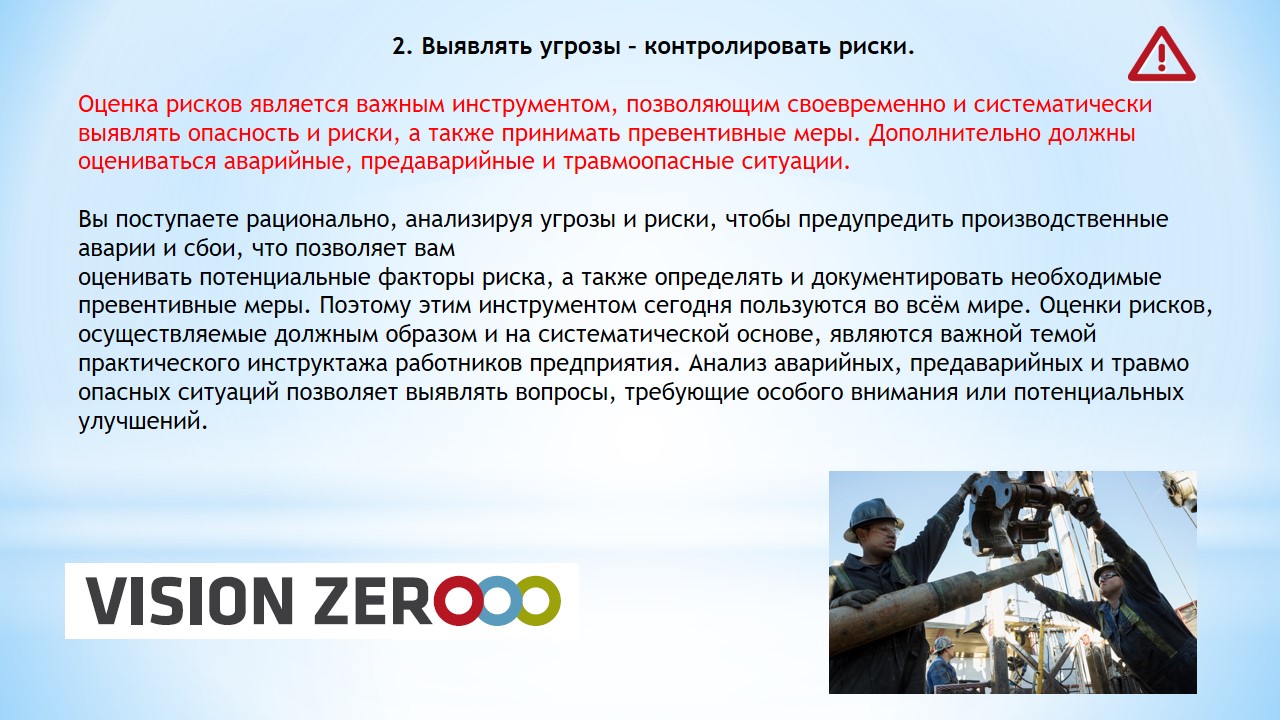 2. Выявлять угрозы – контролировать риски.
Оценка рисков является важным инструментом, позволяющим своевременно и систематически
выявлять опасность и риски, а также принимать превентивные меры. Дополнительно должны
оцениваться аварийные, предаварийные и травмоопасные ситуации.
Вы поступаете рационально, анализируя угрозы и риски, чтобы предупредить производственные
аварии и сбои, что позволяет вам
оценивать потенциальные факторы риска, а также определять и документировать необходимые
превентивные меры. Поэтому этим инструментом сегодня пользуются во всём мире. Оценки рисков,
осуществляемые должным образом и на систематической основе, являются важной темой
практического инструктажа работников предприятия. Анализ аварийных, предаварийных и травмо
опасных ситуаций позволяет выявлять вопросы, требующие особого внимания или потенциальных
улучшений.
VISION ZEROOO